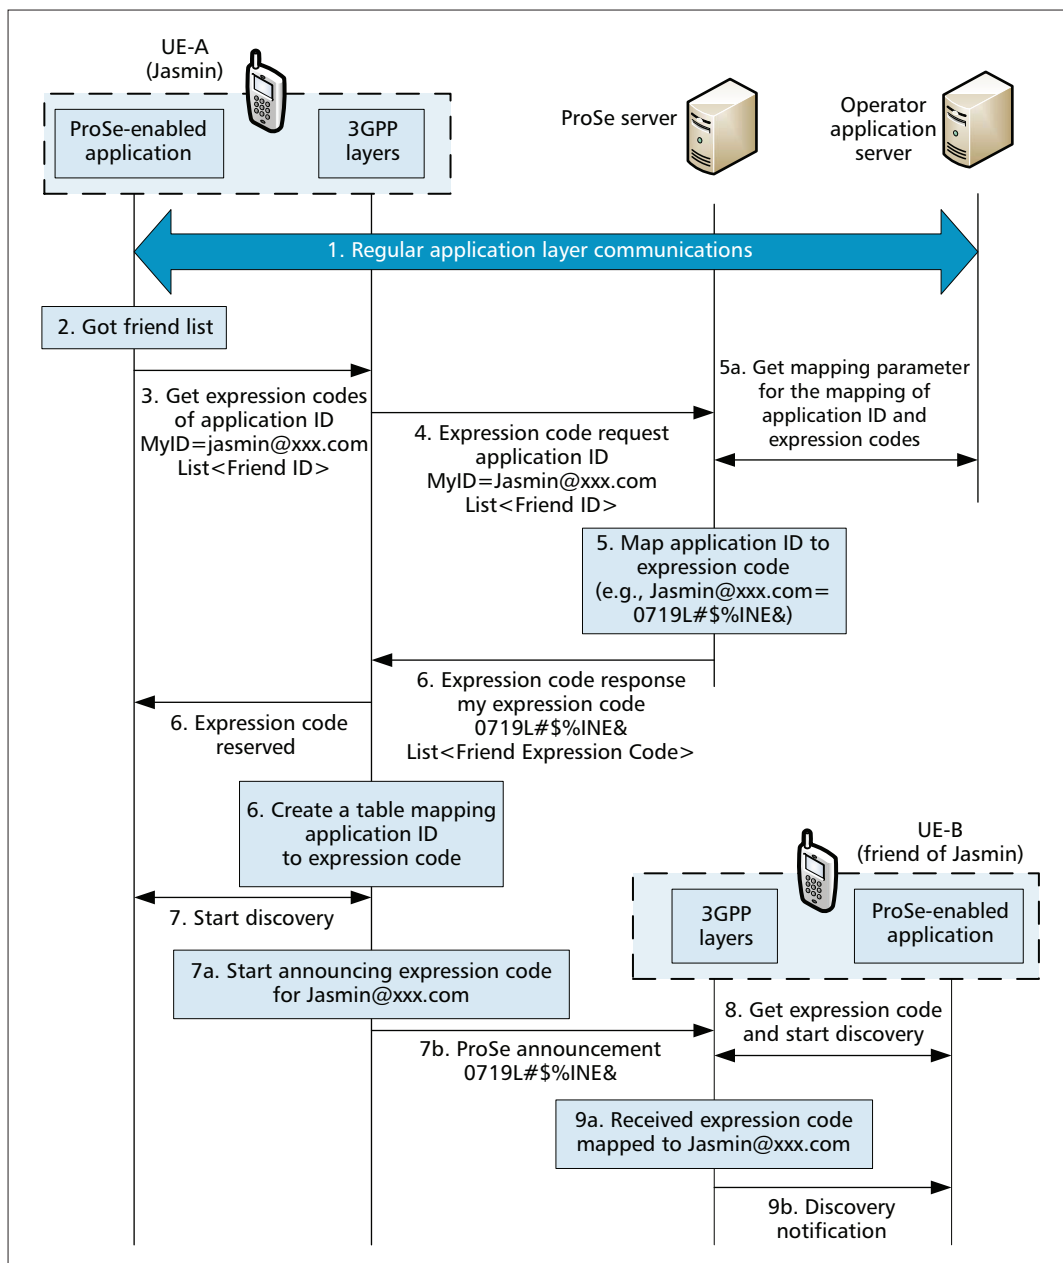 UE-A
(Jasmin)
ProSe-enabled
application
3GPP
layers
ProSe server
Operator
application
server
1. Regular application layer communications
2. Got friend list
3. Get expression codes
of application ID
MyID=jasmin@xxx.com
List<Friend ID>
4. Expression code request
application ID
MyID=Jasmin@xxx.com
List<Friend ID>
5a. Get mapping parameter
for the mapping of
application ID and
expression codes
5. Map application ID to
expression code
(e.g., Jasmin@xxx.com=
0719L#$%INE&)
6. Expression code response
my expression code
0719L#$%INE&
List<Friend Expression Code>
6. Expression code
reserved
6. Create a table mapping
application ID
to expression code
UE-B
(friend of Jasmin)
3GPP
layers
ProSe-enabled
application
7. Start discovery
7a. Start announcing expression code
for Jasmin@xxx.com
7b. ProSe announcement
0719L#$%INE&
8. Get expression code
and start discovery
9a. Received expression code
mapped to Jasmin@xxx.com
9b. Discovery
notification